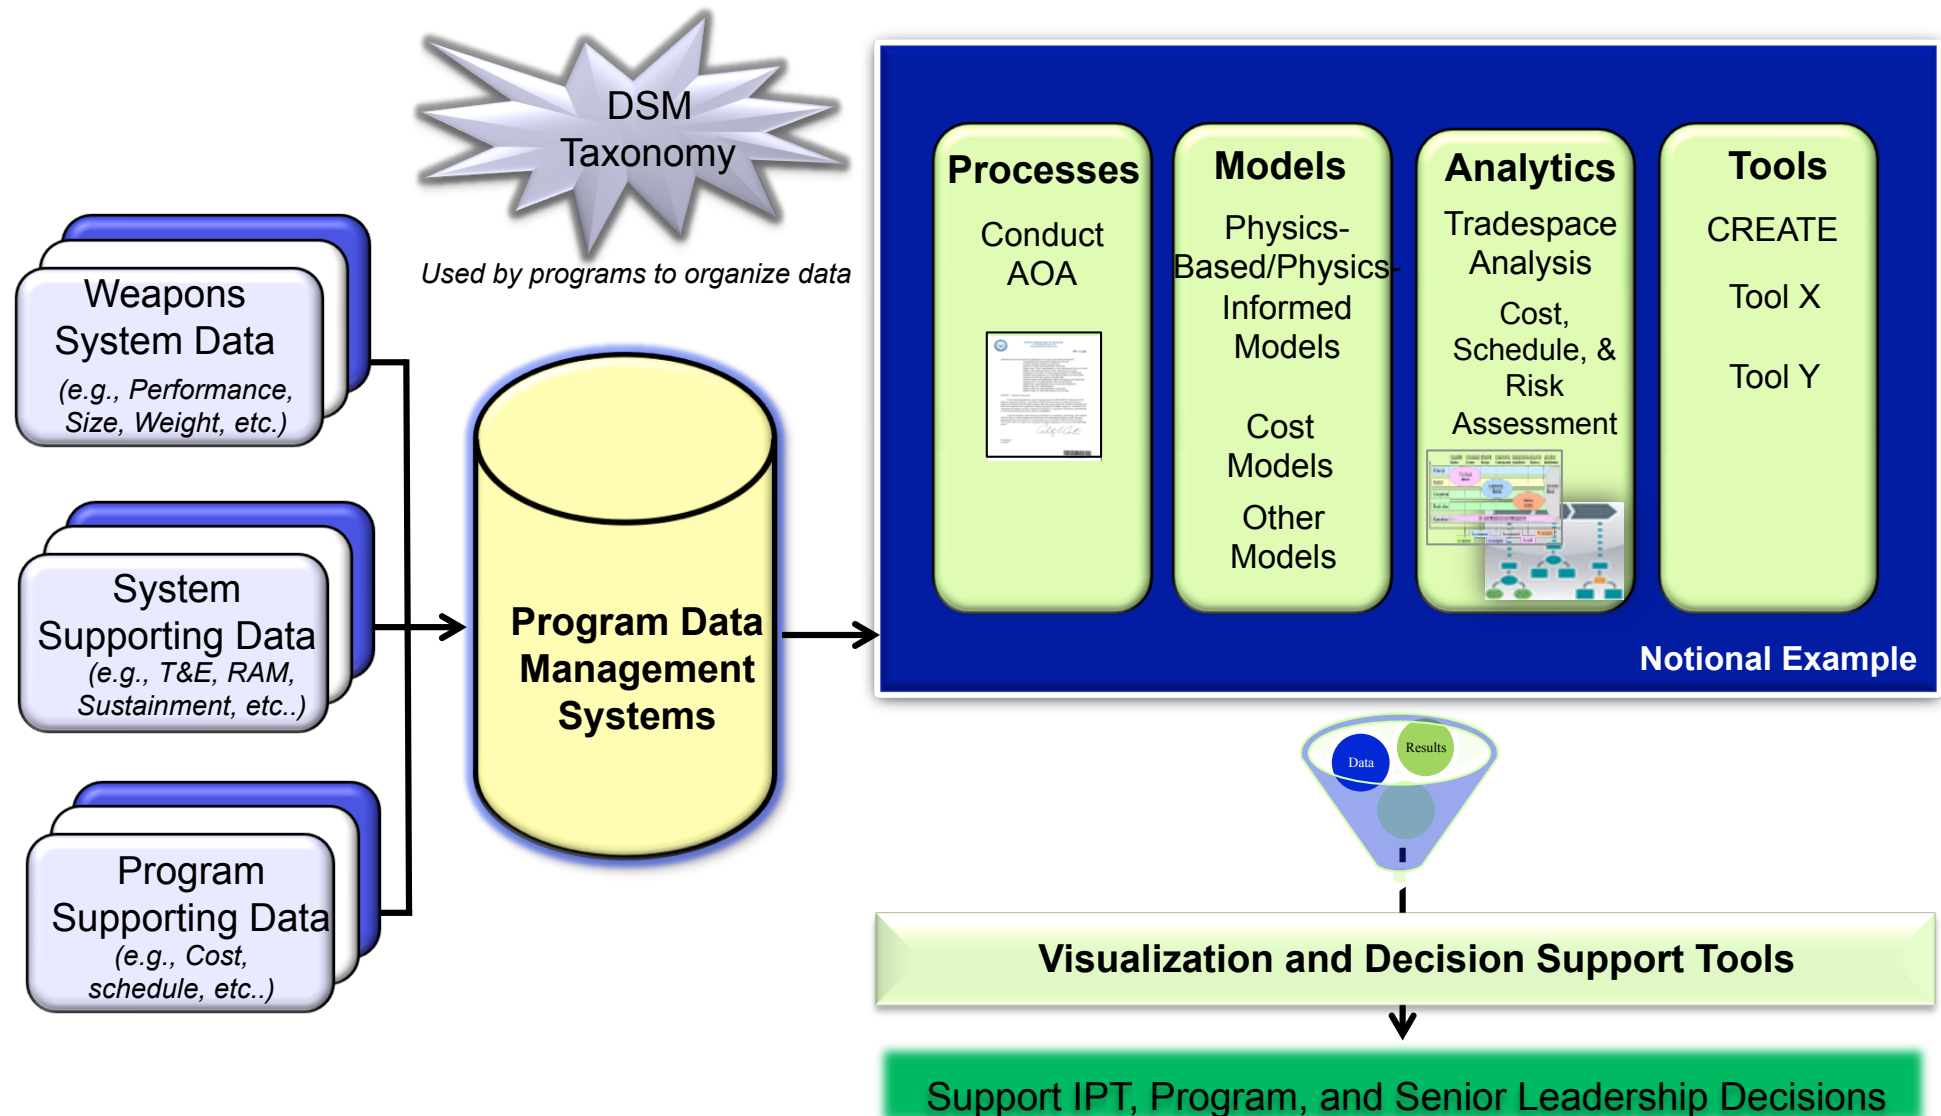 DSM
Taxonomy
Used by programs to organize data
Weapons
System Data
(e.g., Performance,
Size, Weight, etc.)
System
Supporting Data
(e.g., T&E, RAM,
Sustainment, etc..)
Program
Supporting Data
(e.g., Cost,
schedule, etc..)
Program Data
Management
Systems
Processes
Conduct
AOA
Models
Physics-
Based/Physics-
Informed
Models
Cost
Models
Other
Models
Analytics
Tradespace
Analysis
Cost,
Schedule, &
Risk
Assessment
Tools
CREATE
Tool X
Tool Y
Notional Example
Data
Results
Visualization and Decision Support Tools
Support IPT, Program, and Senior Leadership Decisions